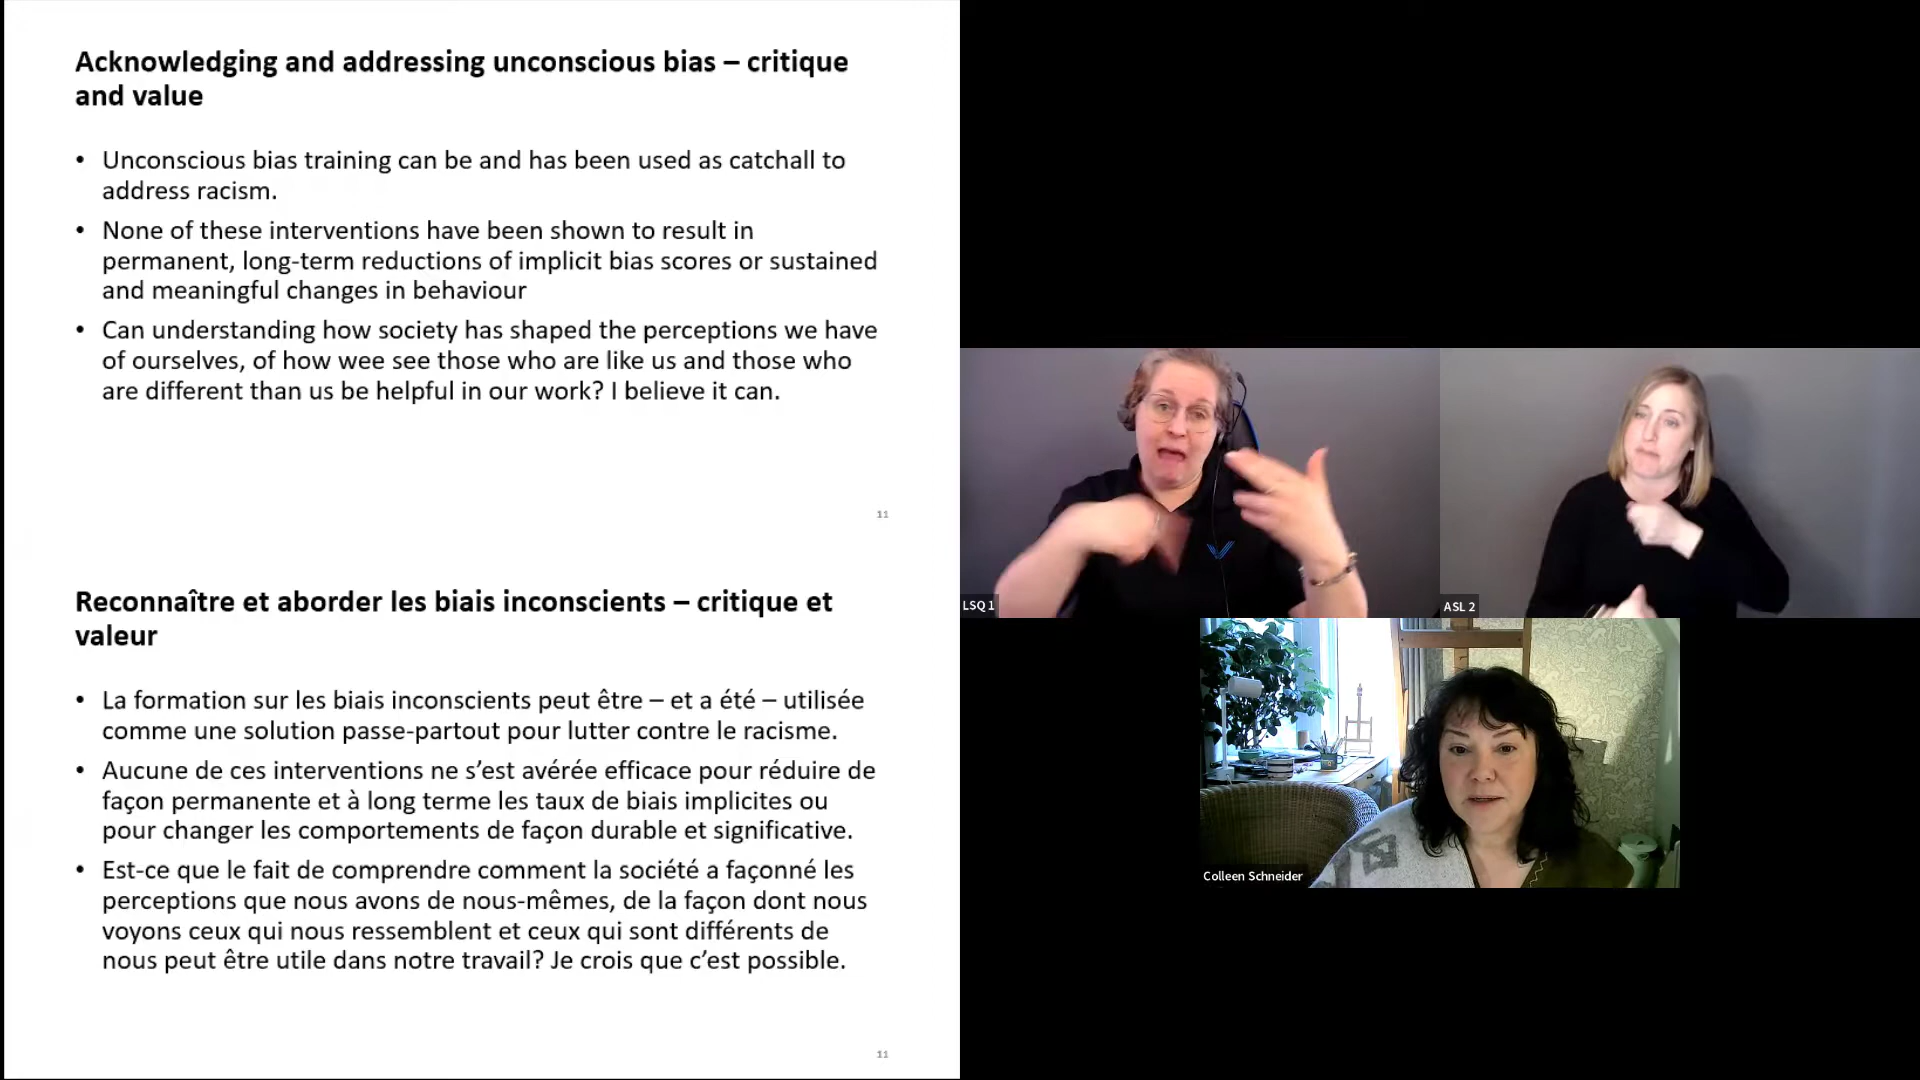 Acknowledging and addressing unconscious bias – critique
and value
• Unconscious bias training can be and has been used as catchall to
address racism.
• None of these interventions have been shown to result in
permanent, long-term reductions of implicit bias scores or sustained
and meaningful changes in behaviour
• Can understanding how society has shaped the perceptions we have
of ourselves, of how wee see those who are like us and those who
are different than us be helpful in our work? I believe it can.
11
Reconnaître et aborder les biais inconscients – critique et
valeur
• La formation sur les biais inconscients peut être – et a été – utilisée
comme une solution passe-partout pour lutter contre le racisme.
• Aucune de ces interventions ne s’est avérée efficace pour réduire de
façon permanente et à long terme les taux de biais implicites ou
pour changer les comportements de façon durable et significative.
• Est-ce que le fait de comprendre comment la société a façonné les
perceptions que nous avons de nous-mêmes, de la façon dont nous
voyons ceux qui nous ressemblent et ceux qui sont différents de
nous peut être utile dans notre travail? Je crois que c’est possible.
11
LSQ 1
ASL 2
Colleen Schneider